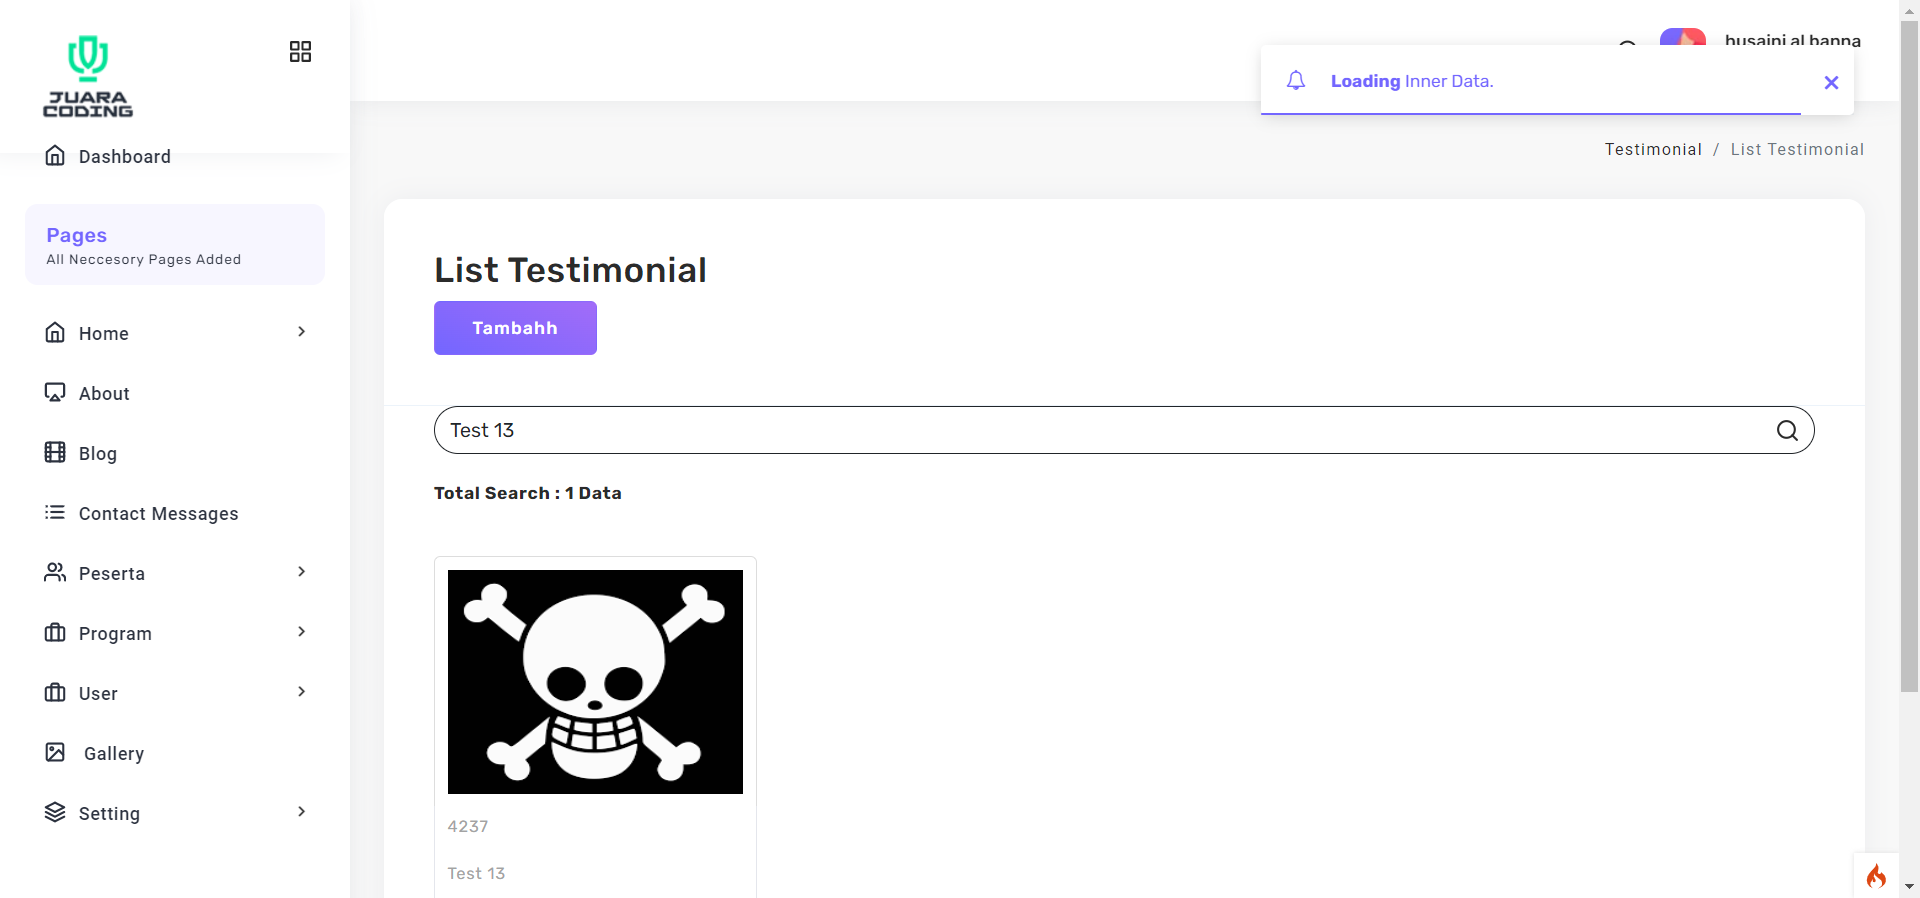 JUARA
CODING
Dashboard
Pages
All Neccesory Pages Added
Home
About
Blog
Contact Messages
Peserta
Program
User
Gallery
Setting
husaini al banna
Loading Inner Data.
Testimonial / List Testimonial
List Testimonial
Tambahh
Test 13
Total Search : 1 Data
4237
Test 13